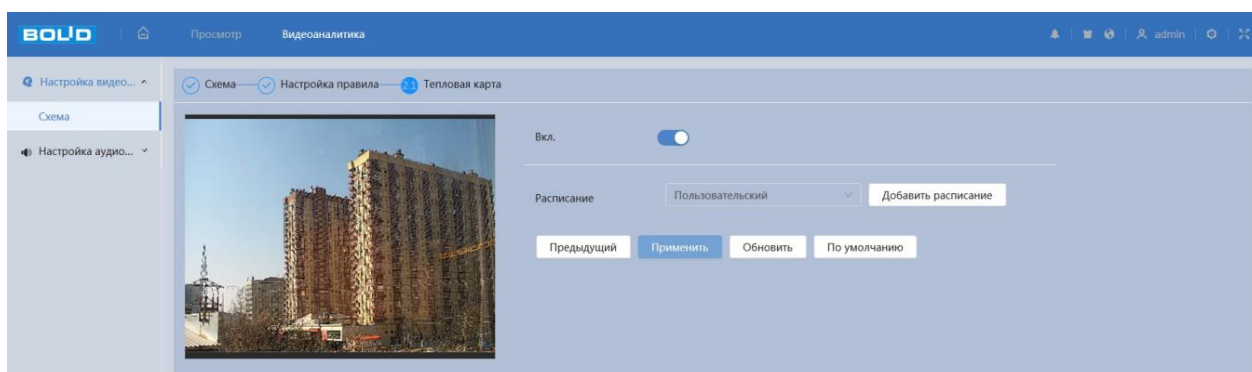 BOLID Просмотр Видеоаналитика admin
Настройка видео... Схема Настройка правила 2.1 Тепловая карта
Схема
Вкл.
Настройка аудио...
Расписание Пользовательский Добавить расписание
Предыдущий Применить Обновить По умолчанию